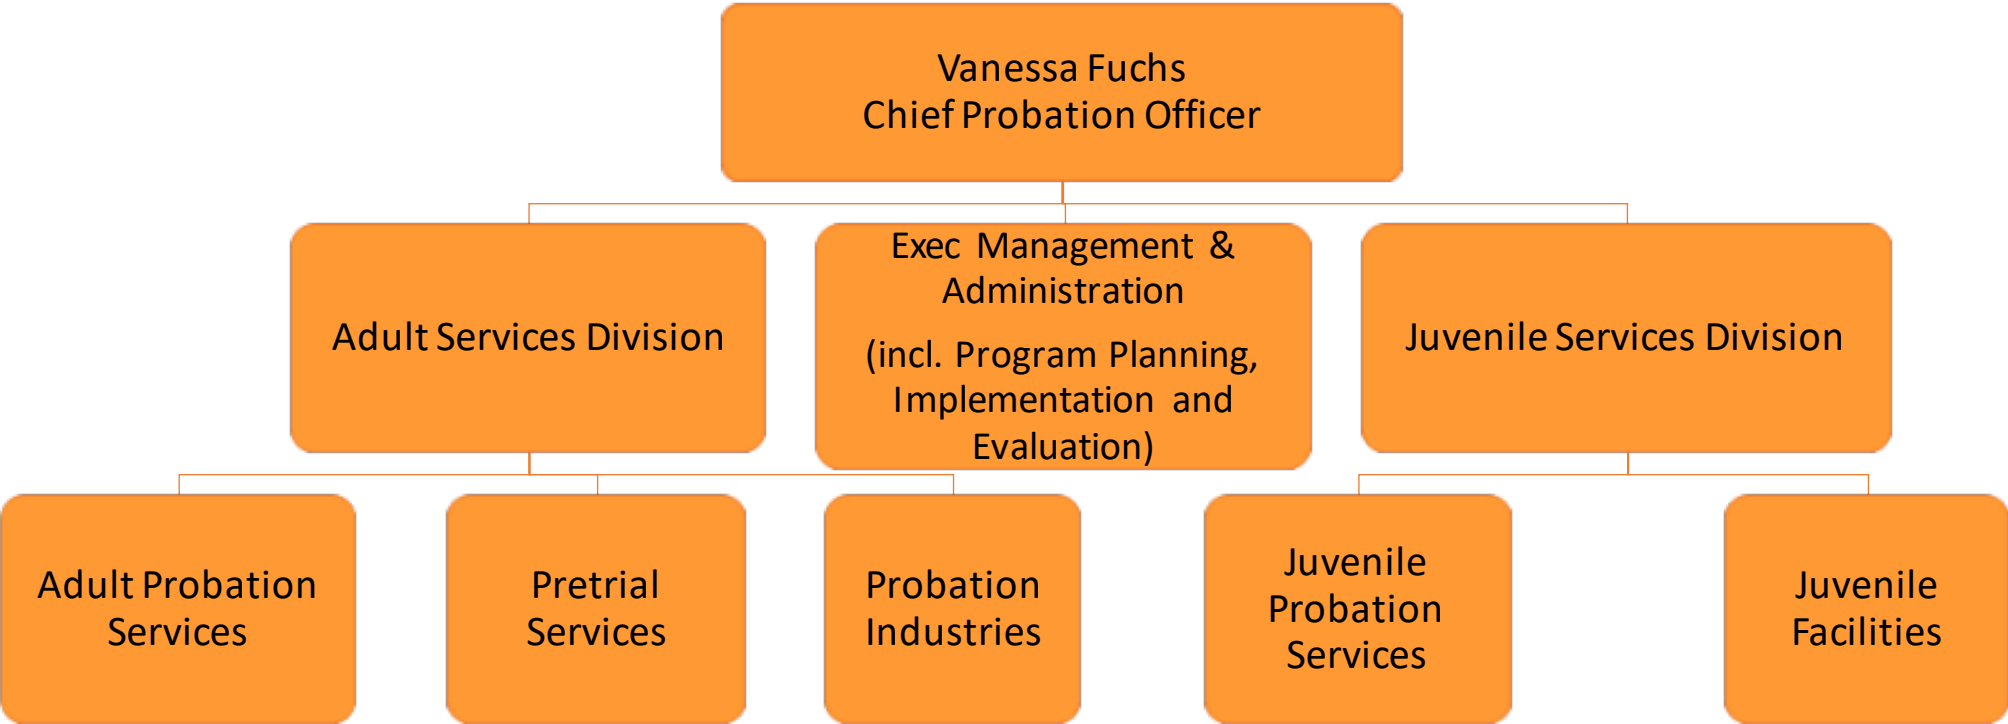 Vanessa Fuchs
Chief Probation Officer
Adult Services Division
Exec Management &
Administration
(incl. Program Planning,
Implementation and
Evaluation)
Juvenile Services Division
Adult Probation
Services
Pretrial
Services
Probation
Industries
Juvenile
Probation
Services
Juvenile
Facilities